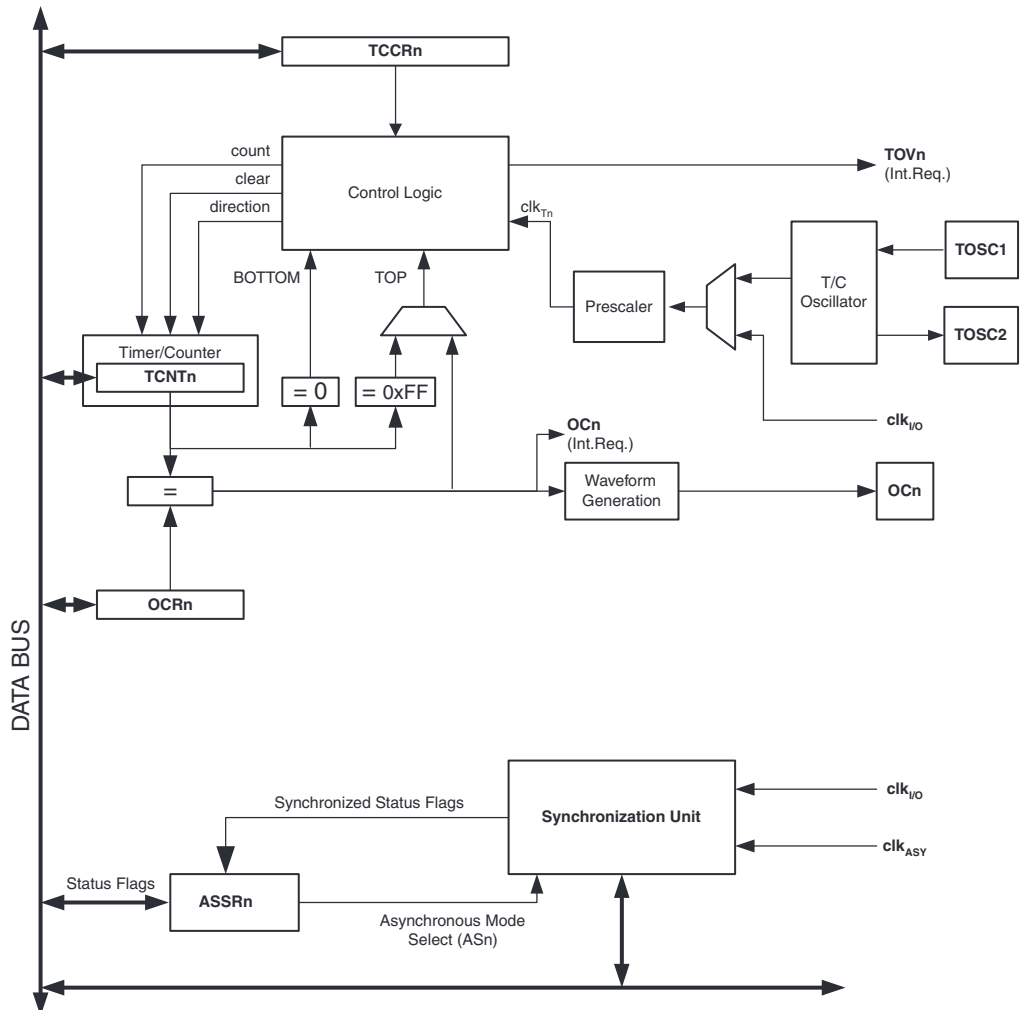 TCCRn
count
clear
direction
Control Logic
TOVn
(Int.Req.)
clkTn
BOTTOM
TOP
TOSC1
T/C
Oscillator
Prescaler
TOSC2
Timer/Counter
TCNTn
= 0
= 0xFF
clkI/O
OCn
(Int.Req.)
=
Waveform
Generation
OCn
OCRn
DATA BUS
clkI/O
Synchronized Status Flags
Synchronization Unit
clkASY
Status Flags
ASSRn
Asynchronous Mode
Select (ASn)